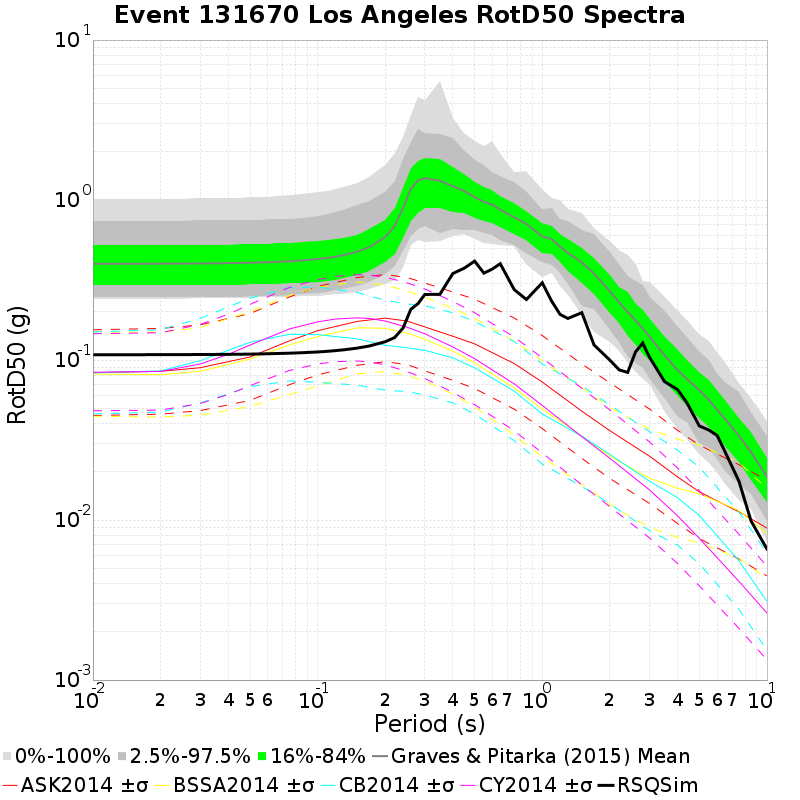 Event 131670 Los Angeles RotD50 Spectra
10^1
10^0
10^-1
10^-2
10^-3
RotD50 (g)
10^-2 2 3 4 5 6 10^-1 2 3 4 5 6 7 10^0 2 3 4 5 6 7 10^1
Period (s)
0%-100% 2.5%-97.5% 16%-84% Graves & Pitarka (2015) Mean
ASK2014 ±σ BSSA2014 ±σ CB2014 ±σ CY2014 ±σ RSQSim